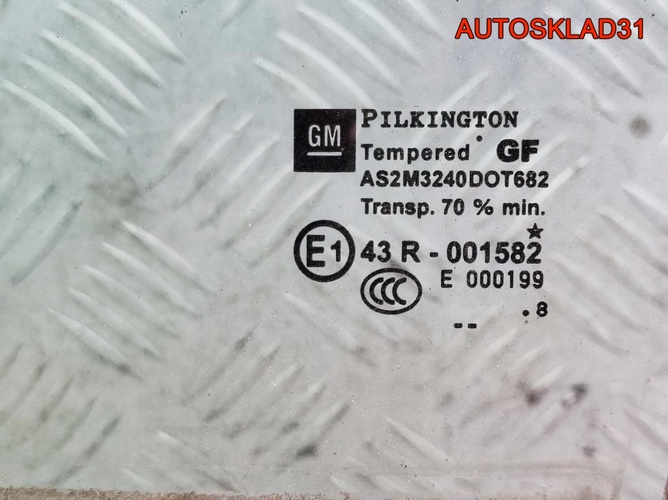 AUTOSKLAD31
GM PILKINGTON
Tempered GF
AS2M3240DOT682
Transp. 70 % min.
E1 43 R - 001582
CCC E 000199
. 8
--